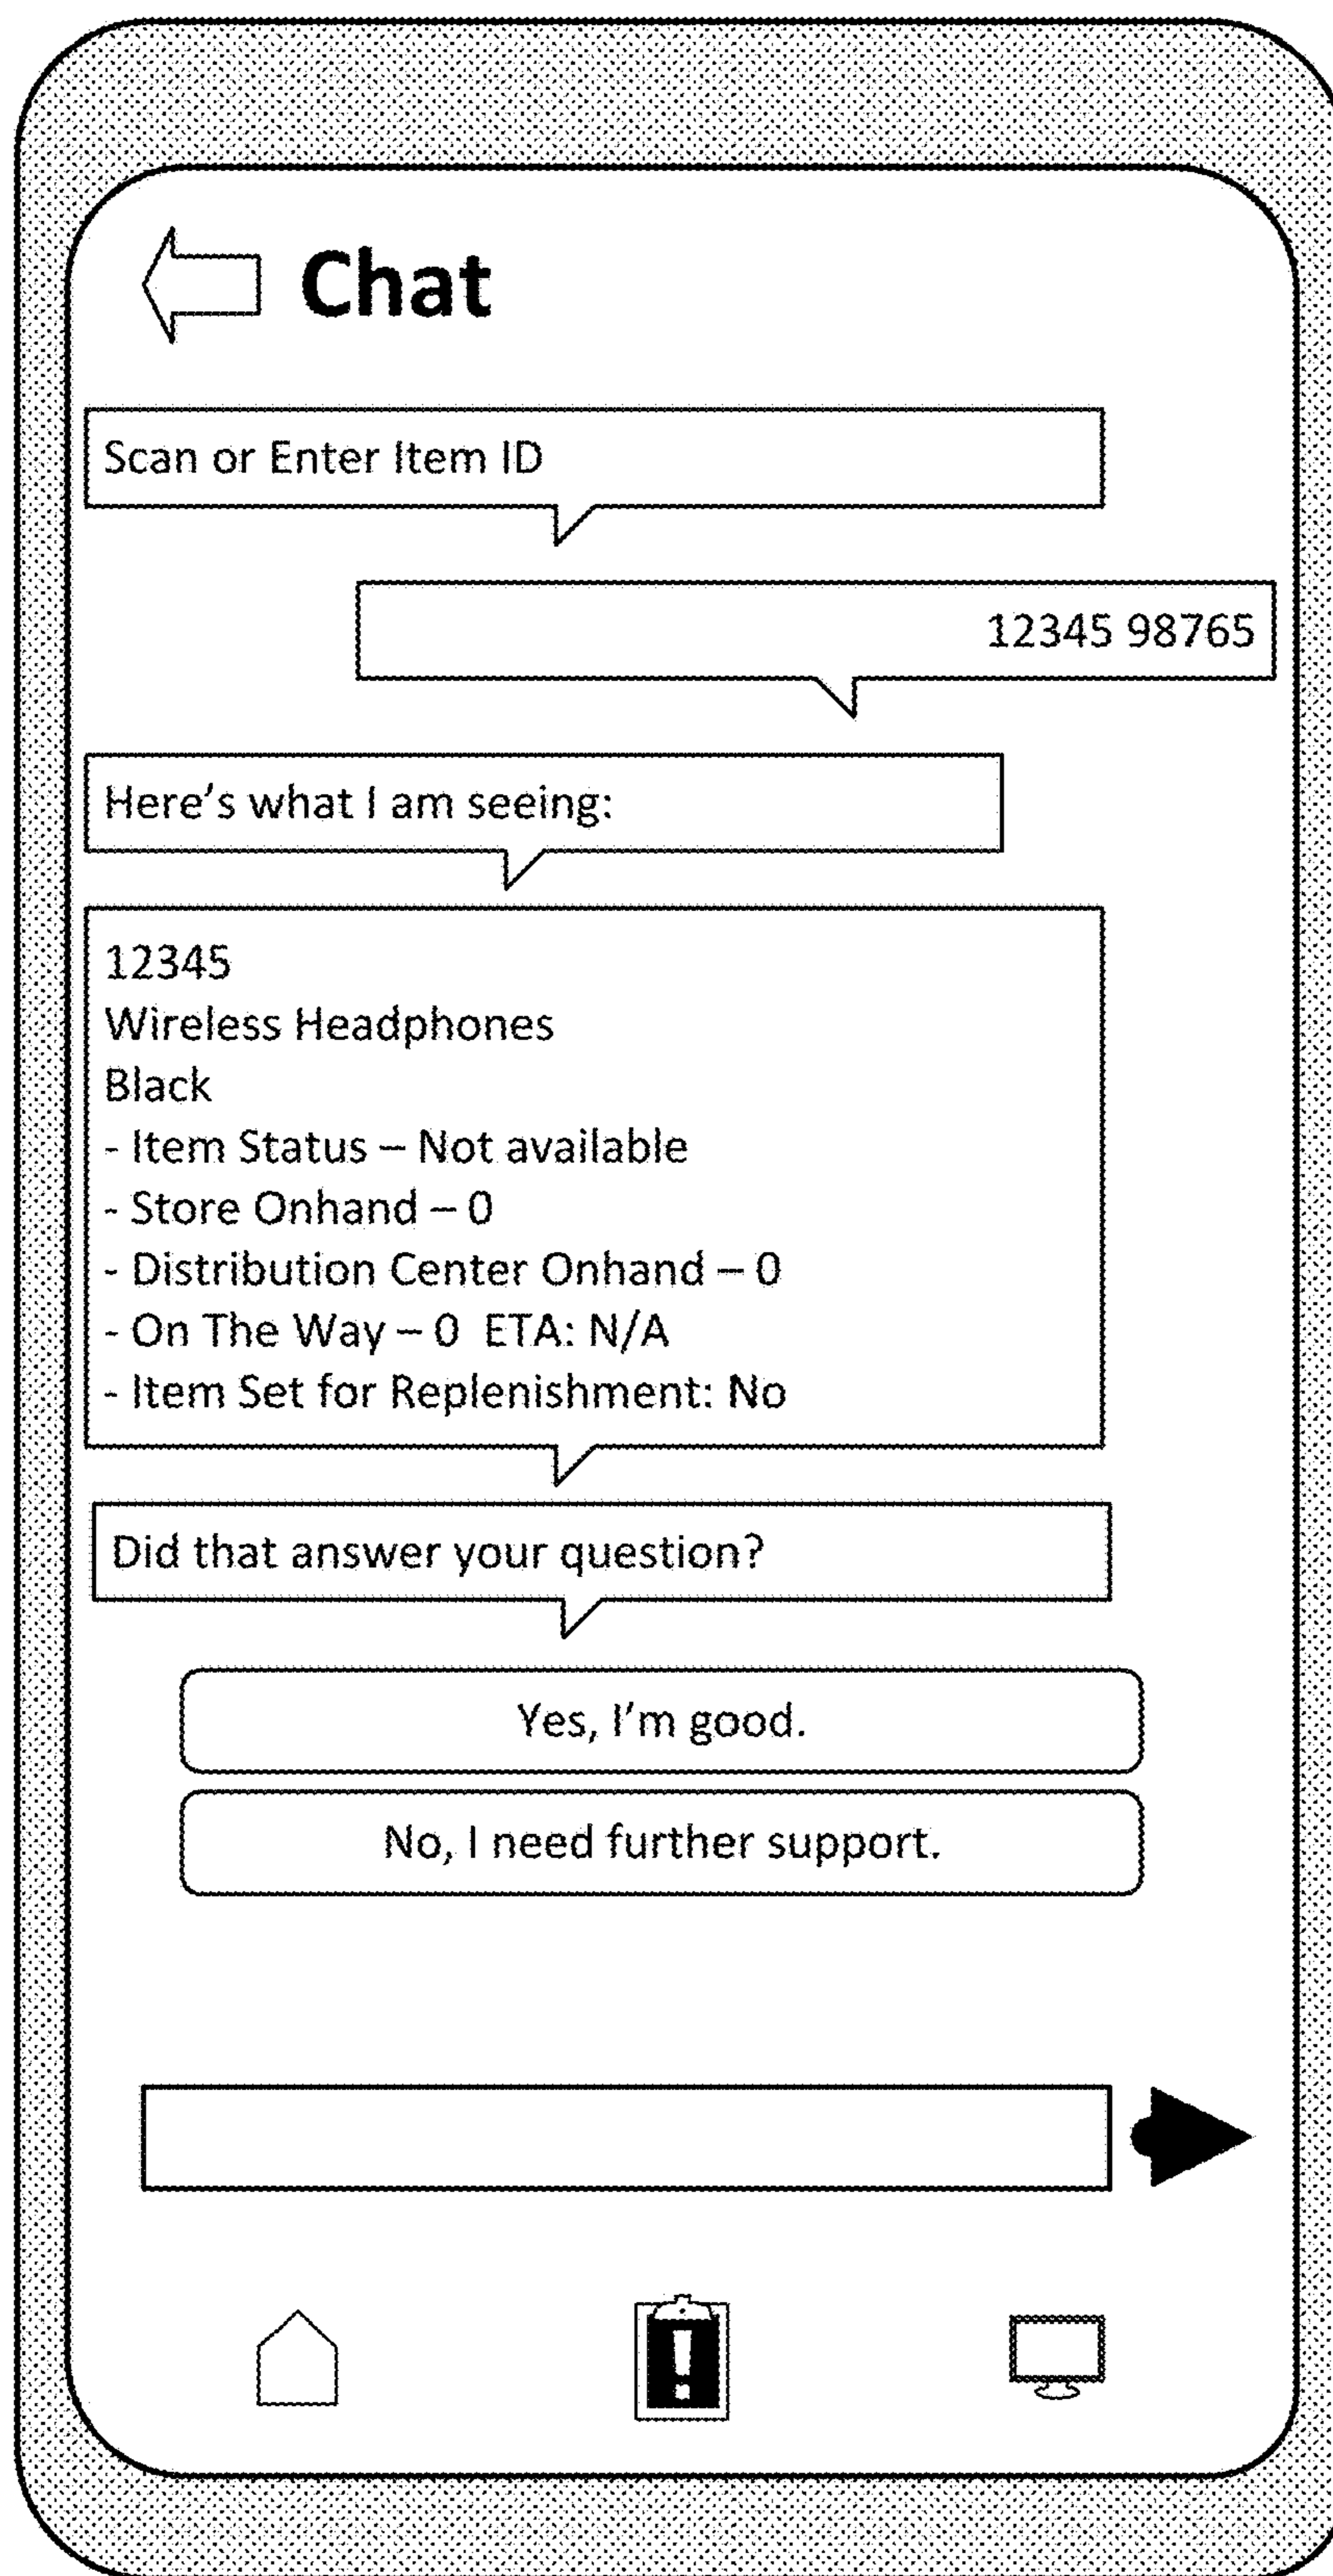 Chat
Scan or Enter Item ID
12345 98765
Here's what I am seeing:
12345
Wireless Headphones
Black
- Item Status – Not available
- Store Onhand – 0
- Distribution Center Onhand – 0
- On The Way – 0  ETA: N/A
- Item Set for Replenishment: No
Did that answer your question?
Yes, I'm good.
No, I need further support.
!